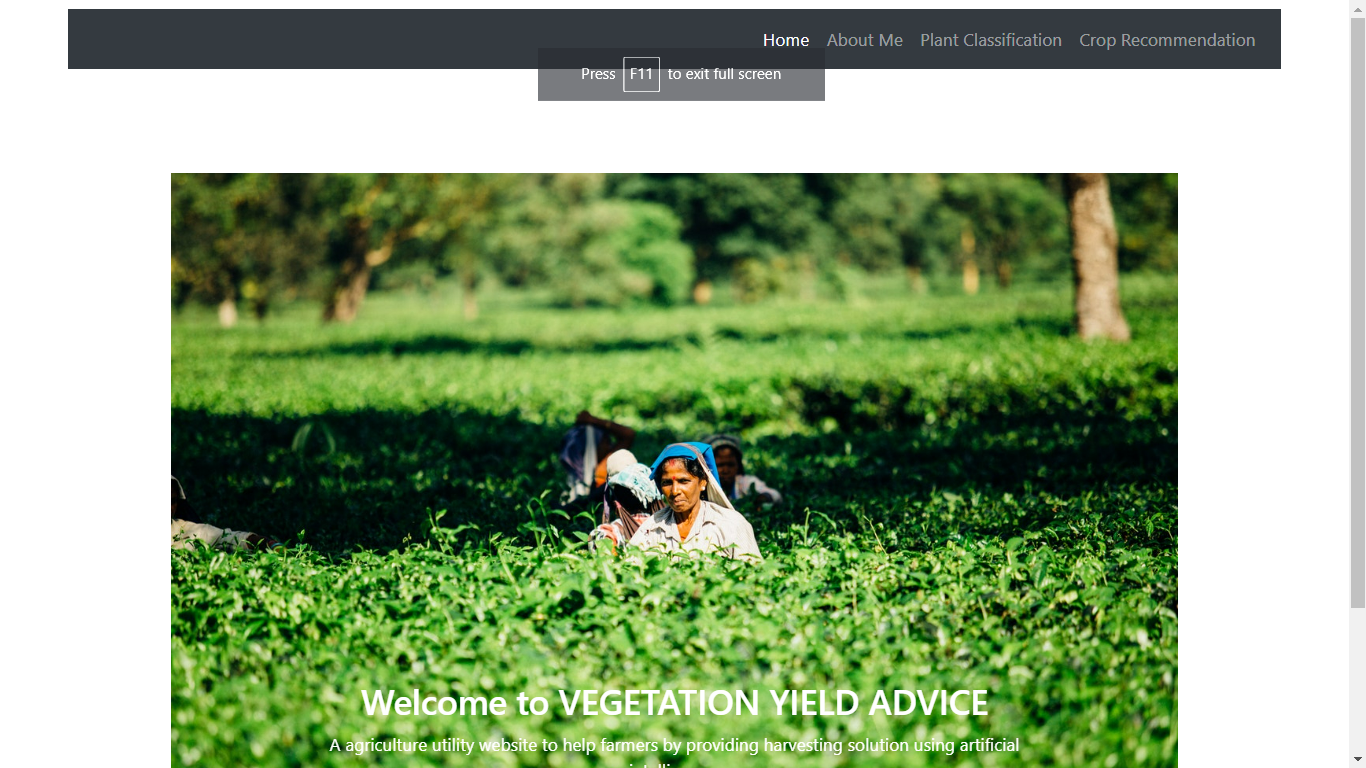 Home About Me Plant Classification Crop Recommendation
Press F11 to exit full screen
Welcome to VEGETATION YIELD ADVICE
A agriculture utility website to help farmers by providing harvesting solution using artificial